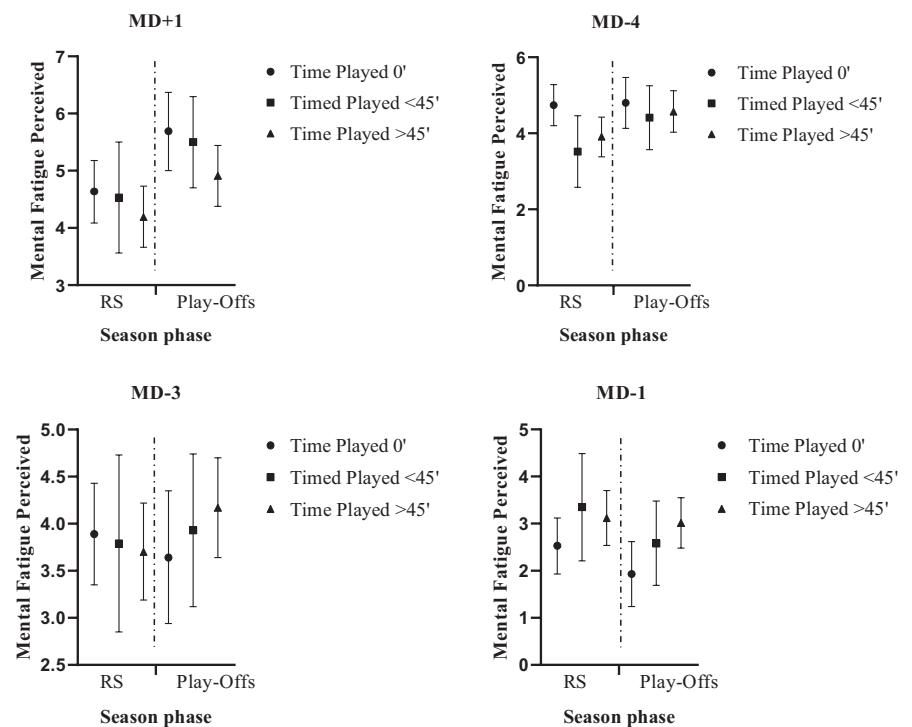 MD+1
Mental Fatigue Perceived
7
6
5
4
3
RS
Play-Offs
Season phase
Time Played 0'
Timed Played <45'
Time Played >45'
MD-4
Mental Fatigue Perceived
6
4
2
0
RS
Play-Offs
Season phase
Time Played 0'
Timed Played <45'
Time Played >45'
MD-3
Mental Fatigue Perceived
5.0
4.5
4.0
3.5
3.0
2.5
RS
Play-Offs
Season phase
Time Played 0'
Timed Played <45'
Time Played >45'
MD-1
Mental Fatigue Perceived
5
4
3
2
1
0
RS
Play-Offs
Season phase
Time Played 0'
Timed Played <45'
Time Played >45'